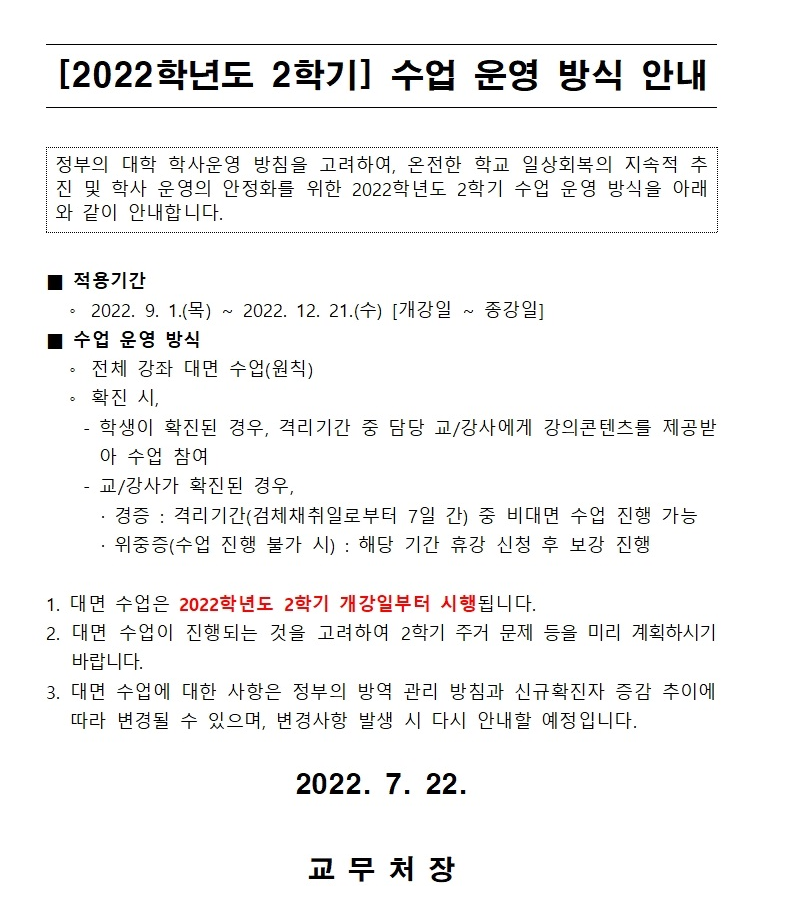 [2022학년도 2학기] 수업 운영 방식 안내
정부의 대학 학사운영 방침을 고려하여, 온전한 학교 일상회복의 지속적 추
진 및 학사 운영의 안정화를 위한 2022학년도 2학기 수업 운영 방식을 아래
와 같이 안내합니다.
■ 적용기간
◦ 2022. 9. 1.(목) ~ 2022. 12. 21.(수) [개강일 ~ 종강일]
■ 수업 운영 방식
◦ 전체 강좌 대면 수업(원칙)
◦ 확진 시,
- 학생이 확진된 경우, 격리기간 중 담당 교/강사에게 강의콘텐츠를 제공받
아 수업 참여
- 교/강사가 확진된 경우,
· 경증 : 격리기간(검체채취일로부터 7일 간) 중 비대면 수업 진행 가능
· 위중증(수업 진행 불가 시) : 해당 기간 휴강 신청 후 보강 진행
1. 대면 수업은 2022학년도 2학기 개강일부터 시행됩니다.
2. 대면 수업이 진행되는 것을 고려하여 2학기 주거 문제 등을 미리 계획하시기
바랍니다.
3. 대면 수업에 대한 사항은 정부의 방역 관리 방침과 신규확진자 증감 추이에
따라 변경될 수 있으며, 변경사항 발생 시 다시 안내할 예정입니다.
2022. 7. 22.
교 무 처 장